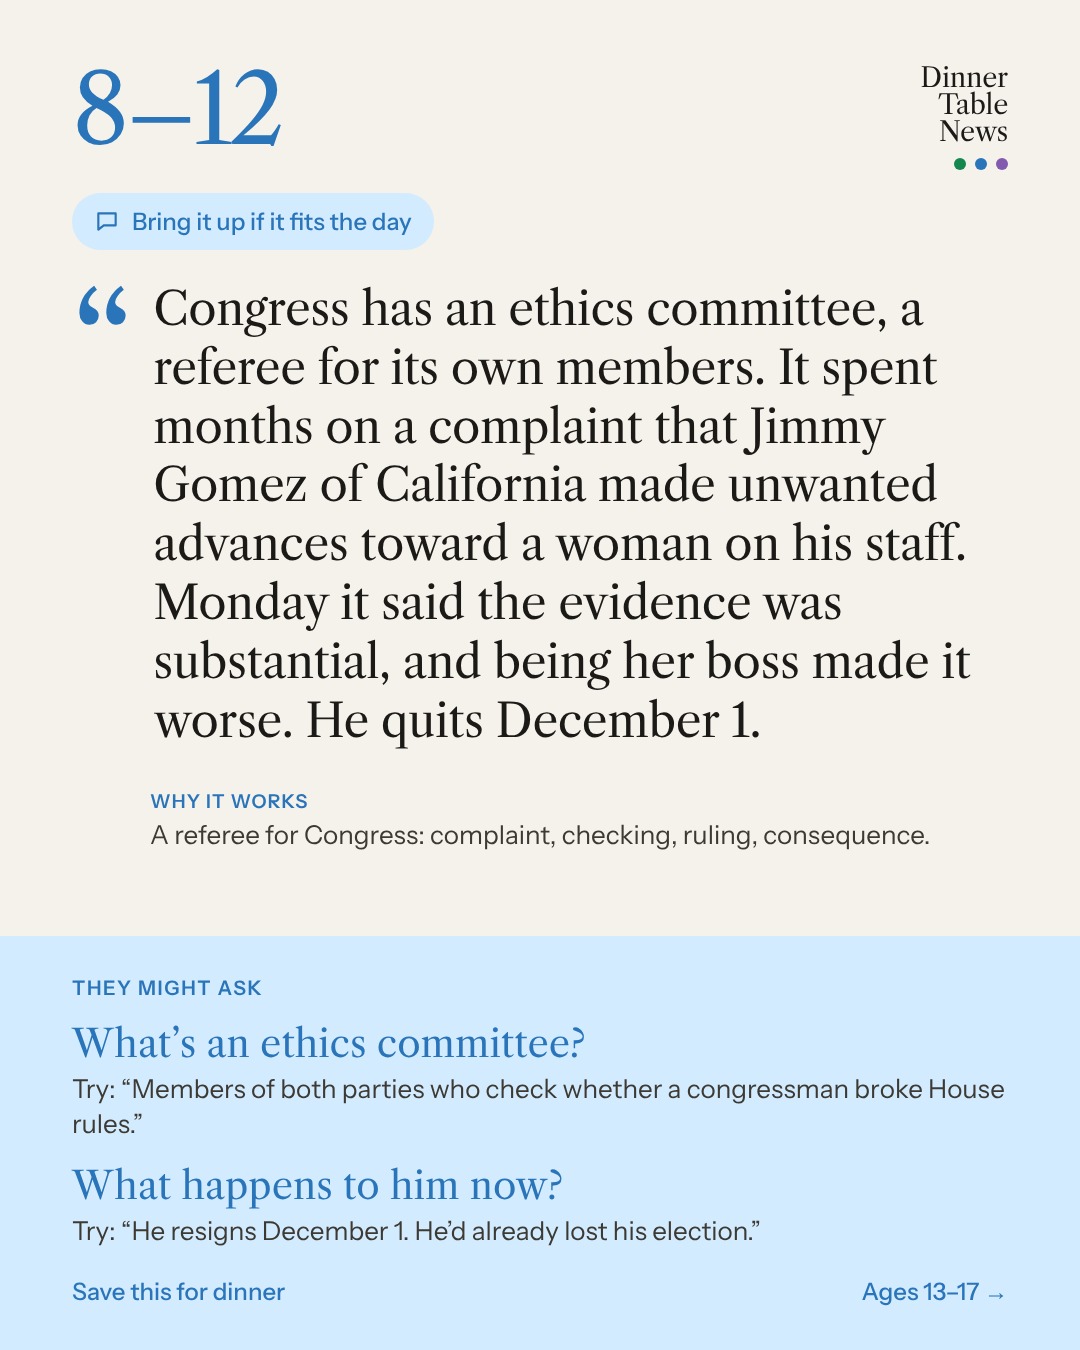 8–12
Dinner
Table
News
Bring it up if it fits the day
“Congress has an ethics committee, a
referee for its own members. It spent
months on a complaint that Jimmy
Gomez of California made unwanted
advances toward a woman on his staff.
Monday it said the evidence was
substantial, and being her boss made it
worse. He quits December 1.
WHY IT WORKS
A referee for Congress: complaint, checking, ruling, consequence.
THEY MIGHT ASK
What’s an ethics committee?
Try: “Members of both parties who check whether a congressman broke House
rules.”
What happens to him now?
Try: “He resigns December 1. He’d already lost his election.”
Save this for dinner
Ages 13–17 →